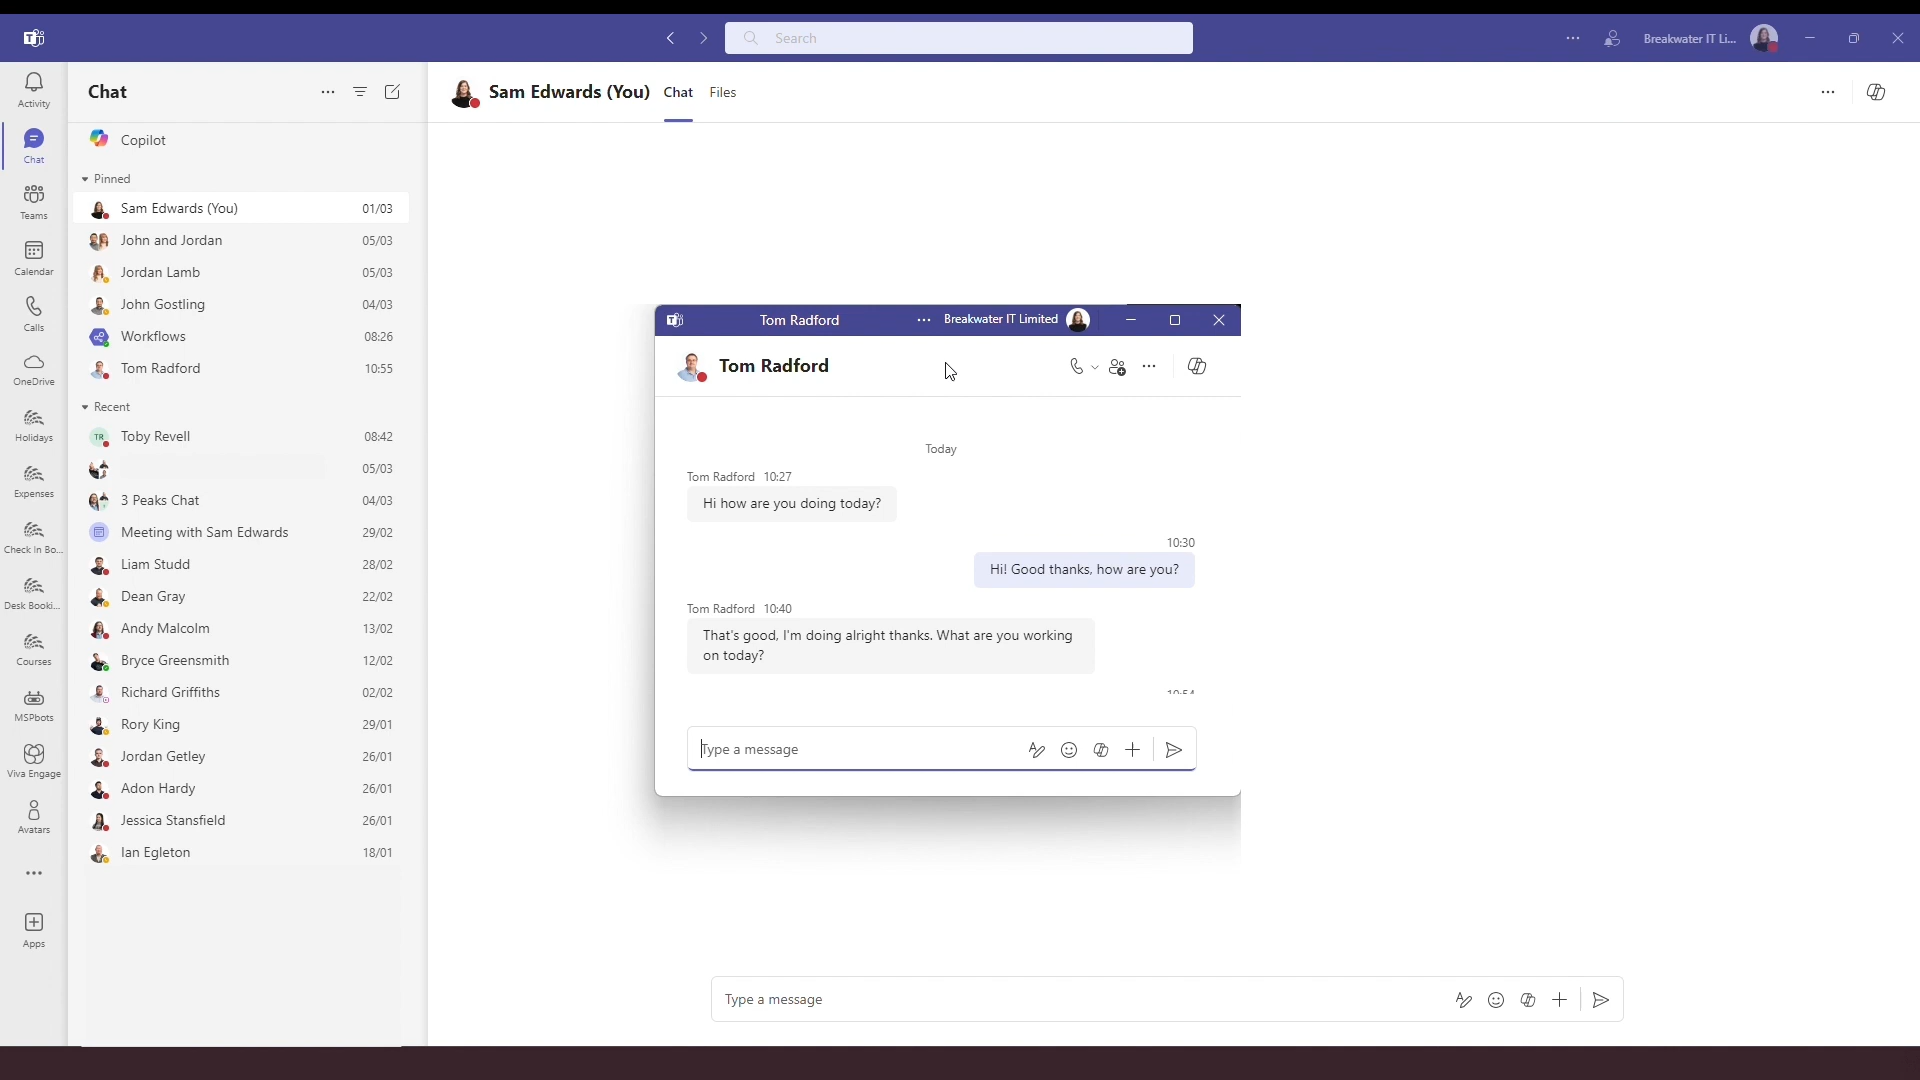 Search
Breakwater IT Li...
Activity
Chat
Teams
Calendar
Calls
OneDrive
Holidays
Expenses
Check In Bo...
Desk Booki...
Courses
MSPbots
Viva Engage
Avatars
Apps
Chat
Copilot
Pinned
Sam Edwards (You) 01/03
John and Jordan 05/03
Jordan Lamb 05/03
John Gostling 04/03
Workflows 08:26
Tom Radford 10:55
Recent
TR Toby Revell 08:42
05/03
3 Peaks Chat 04/03
Meeting with Sam Edwards 29/02
Liam Studd 28/02
Dean Gray 22/02
Andy Malcolm 13/02
Bryce Greensmith 12/02
Richard Griffiths 02/02
Rory King 29/01
Jordan Getley 26/01
Adon Hardy 26/01
Jessica Stansfield 26/01
Ian Egleton 18/01
Sam Edwards (You) Chat Files
Tom Radford Breakwater IT Limited
Tom Radford
Today
Tom Radford 10:27
Hi how are you doing today?
10:30
Hi! Good thanks, how are you?
Tom Radford 10:40
That's good, I'm doing alright thanks. What are you working
on today?
10:54
Type a message
Type a message